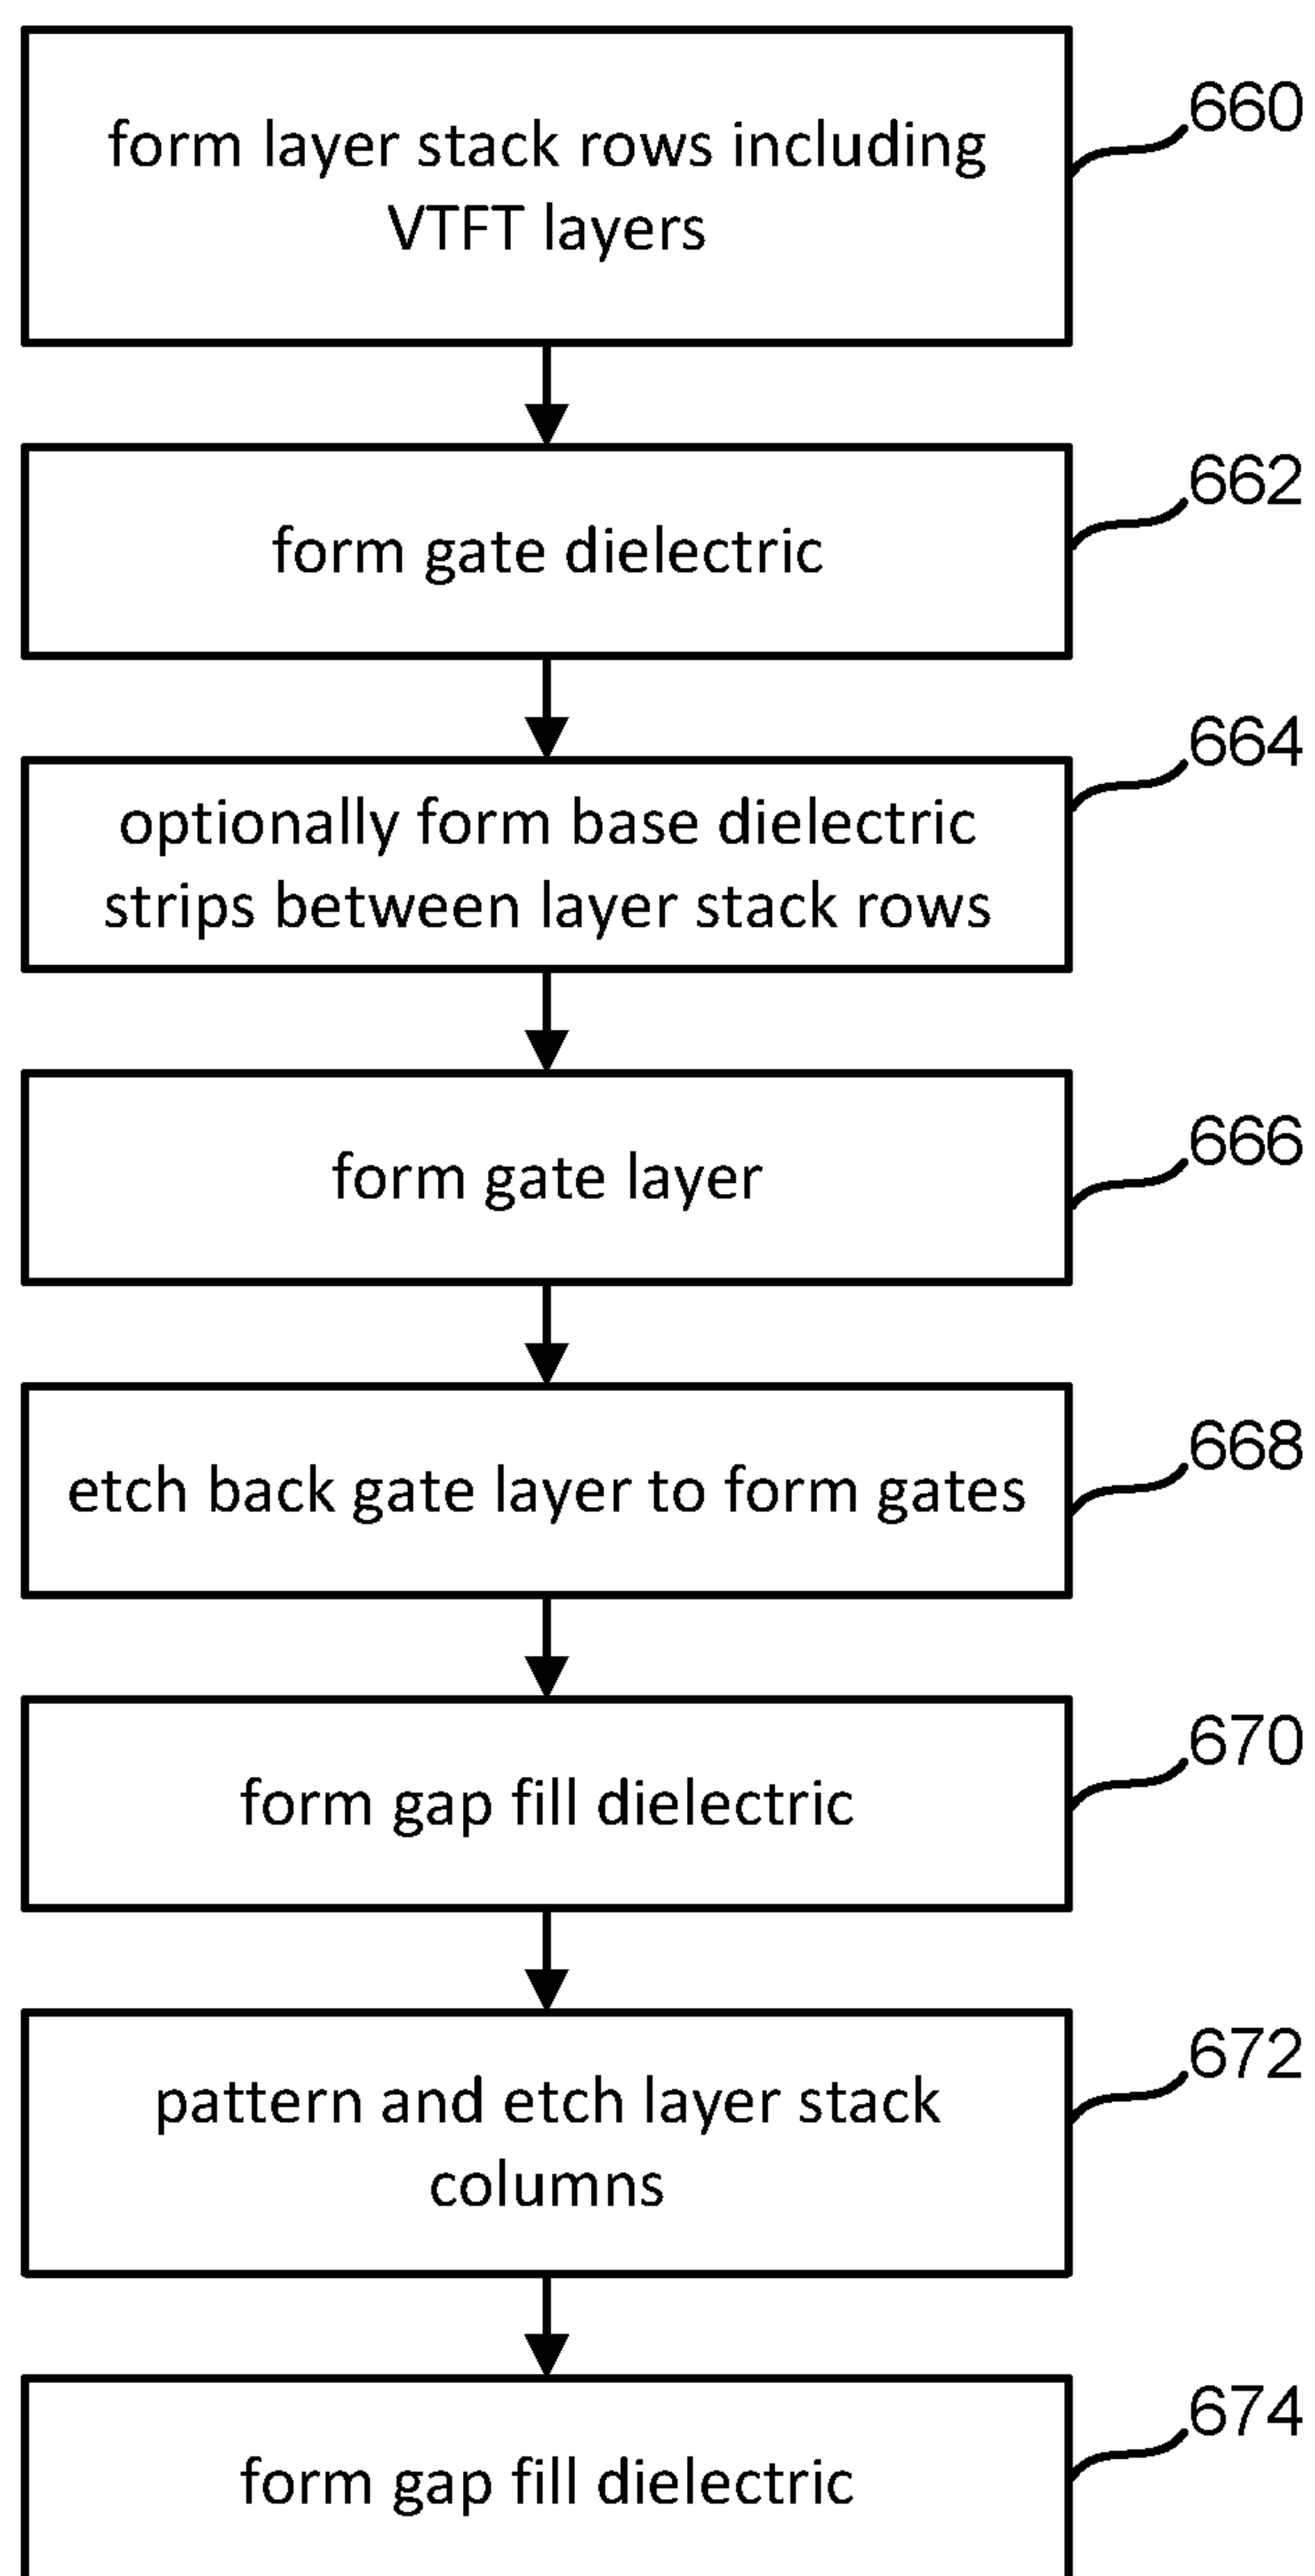 form layer stack rows including
VTFT layers
660
form gate dielectric
662
optionally form base dielectric
strips between layer stack rows
664
form gate layer
666
etch back gate layer to form gates
668
form gap fill dielectric
670
pattern and etch layer stack
columns
672
form gap fill dielectric
674